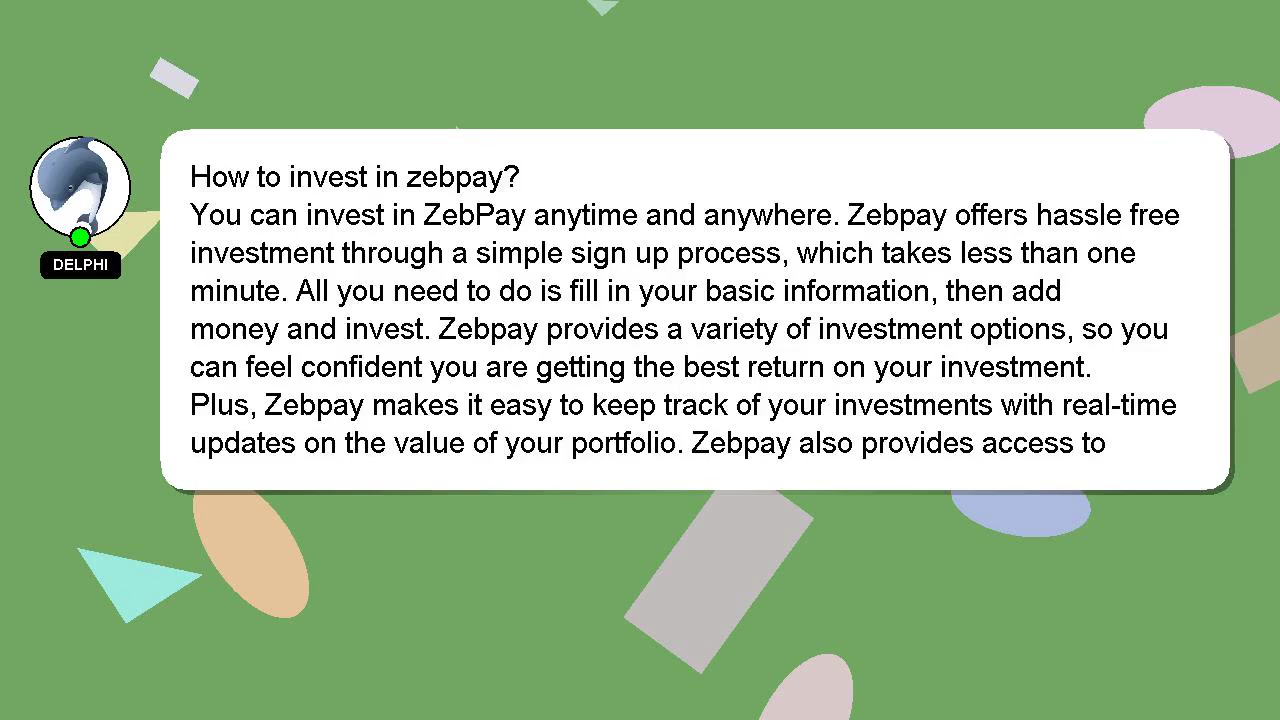 How to invest in zebpay?
You can invest in ZebPay anytime and anywhere. Zebpay offers hassle free
investment through a simple sign up process, which takes less than one
minute. All you need to do is fill in your basic information, then add
money and invest. Zebpay provides a variety of investment options, so you
can feel confident you are getting the best return on your investment.
Plus, Zebpay makes it easy to keep track of your investments with real-time
updates on the value of your portfolio. Zebpay also provides access to
DELPHI